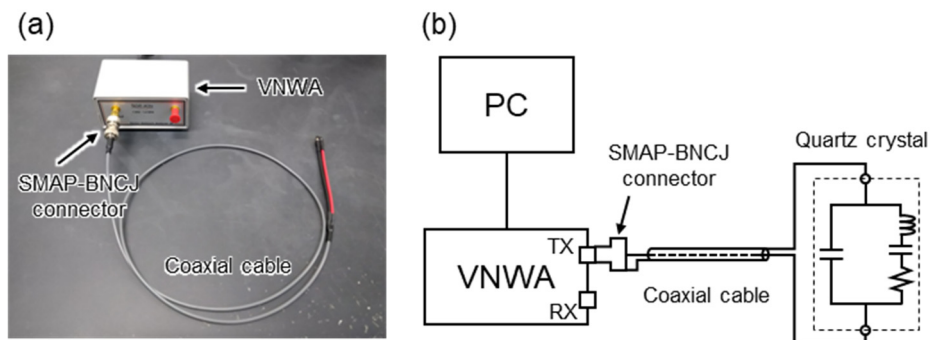 (a)
VNWA
SMAP-BNCJ
connector
Coaxial cable
(b)
PC
SMAP-BNCJ
connector
Quartz crystal
TX
VNWA
RX
Coaxial cable